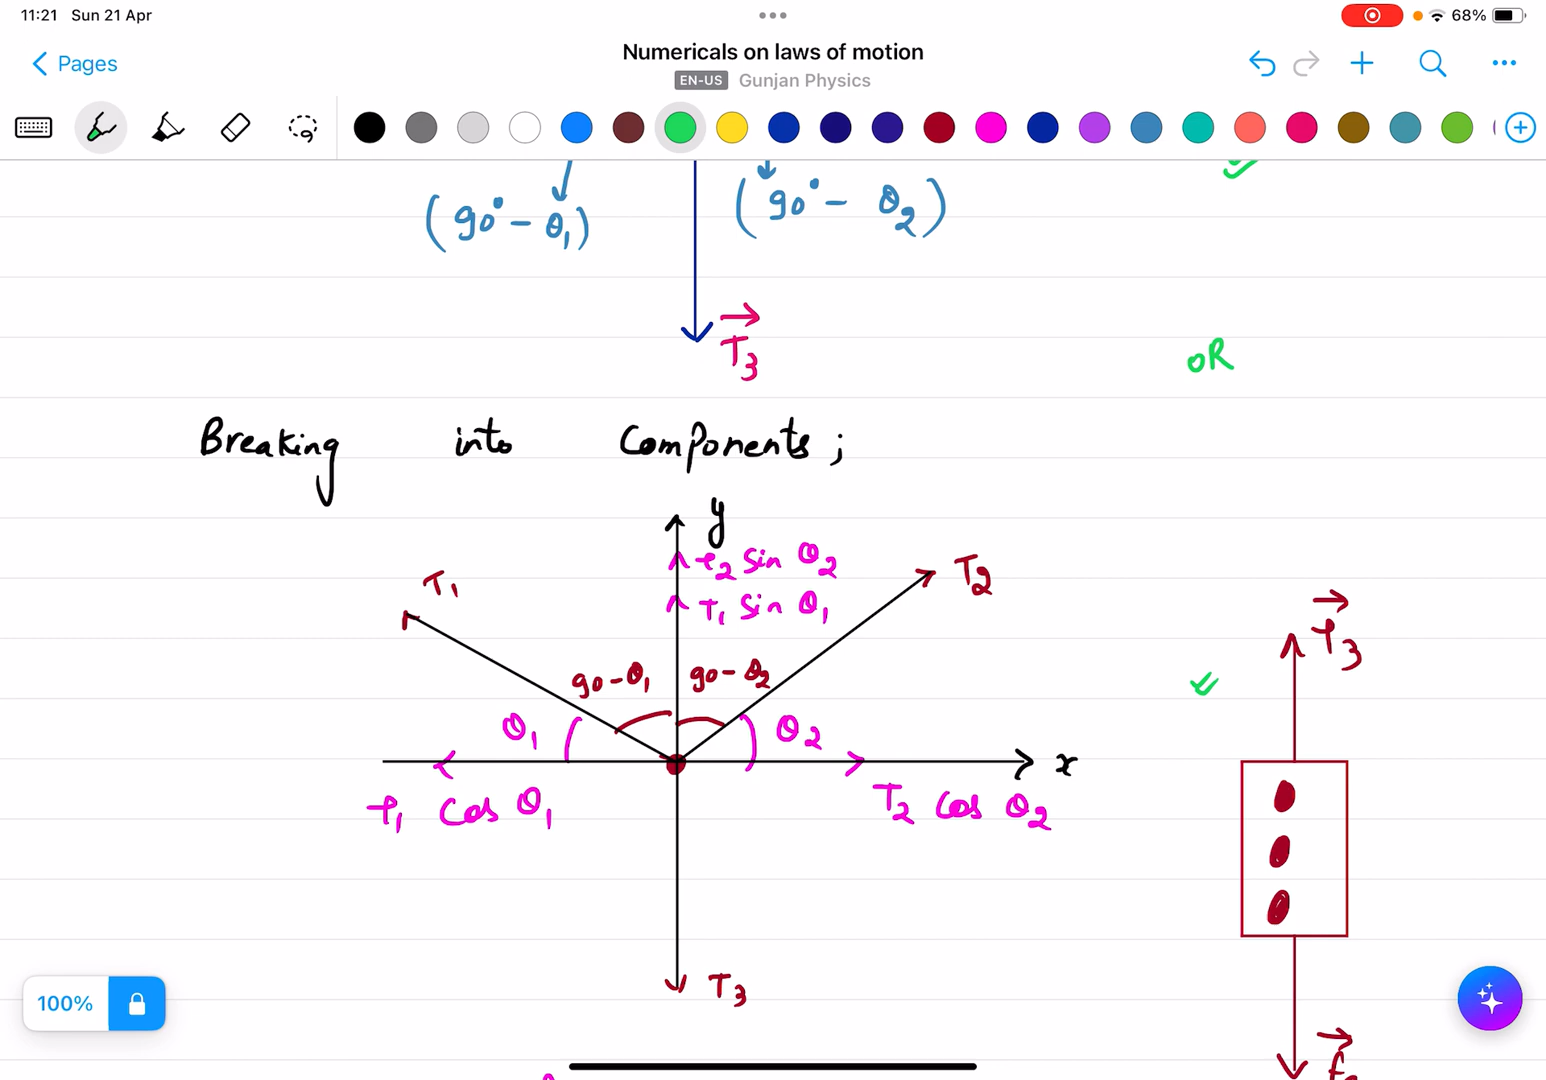 11:21 Sun 21 Apr
68%
Pages
Numericals on laws of motion
EN-US Gunjan Physics
(90° - θ₁)
(90° - θ₂)
T₃
OR
Breaking into Components;
y
T₂ sin θ₂
T₁ sin θ₁
T₁
T₂
90-θ₁
90-θ₂
θ₁
θ₂
x
T₁ cos θ₁
T₂ cos θ₂
T₃
T₃
100%